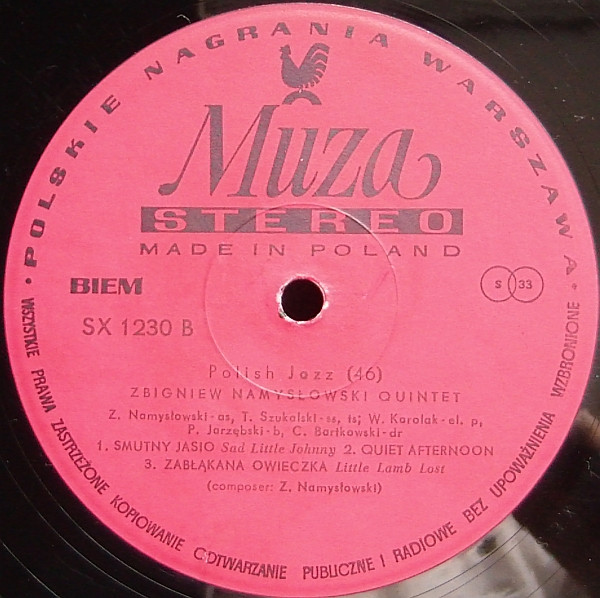 • POLSKIE NAGRANIA WARSZAWA •
Muza
STEREO
MADE IN POLAND
BIEM
S 33
SX 1230 B
Polish Jazz (46)
ZBIGNIEW NAMYSŁOWSKI QUINTET
Z. Namysłowski-as, T. Szukalski-ss, ts; W. Karolak-el. p,
P. Jarzębski-b, C. Bartkowski-dr
1. SMUTNY JASIO Sad Little Johnny 2. QUIET AFTERNOON
3. ZABŁĄKANA OWIECZKA Little Lamb Lost
(composer: Z. Namysłowski)
WSZYSTKIE PRAWA ZASTRZEŻONE KOPIOWANIE ODTWARZANIE PUBLICZNE I RADIOWE BEZ UPOWAŻNIENIA WZBRONIONE